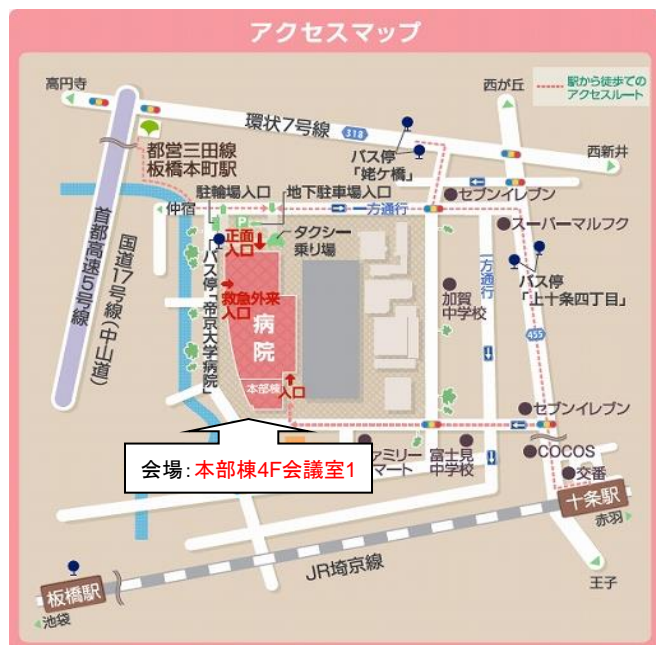 アクセスマップ
高円寺
西が丘
駅から徒歩での
アクセスルート
環状7号線
318
西新井
都営三田線
板橋本町駅
バス停
「姥ケ橋」
駐輪場入口
地下駐車場入口
セブンイレブン
仲宿
P
一方通行
スーパーマルフク
正面
入口
タクシー
乗り場
首都高速5号線
国道17号線(中山道)
バス停「帝京大学病院」
救急外来
入口
病院
加賀
中学校
一方通行
バス停
「上十条四丁目」
455
本部棟
入口
セブンイレブン
会場:本部棟4F会議室1
ァミリー
マート
富士見
中学校
COCOS
交番
十条駅
赤羽
JR埼京線
板橋駅
池袋
王子